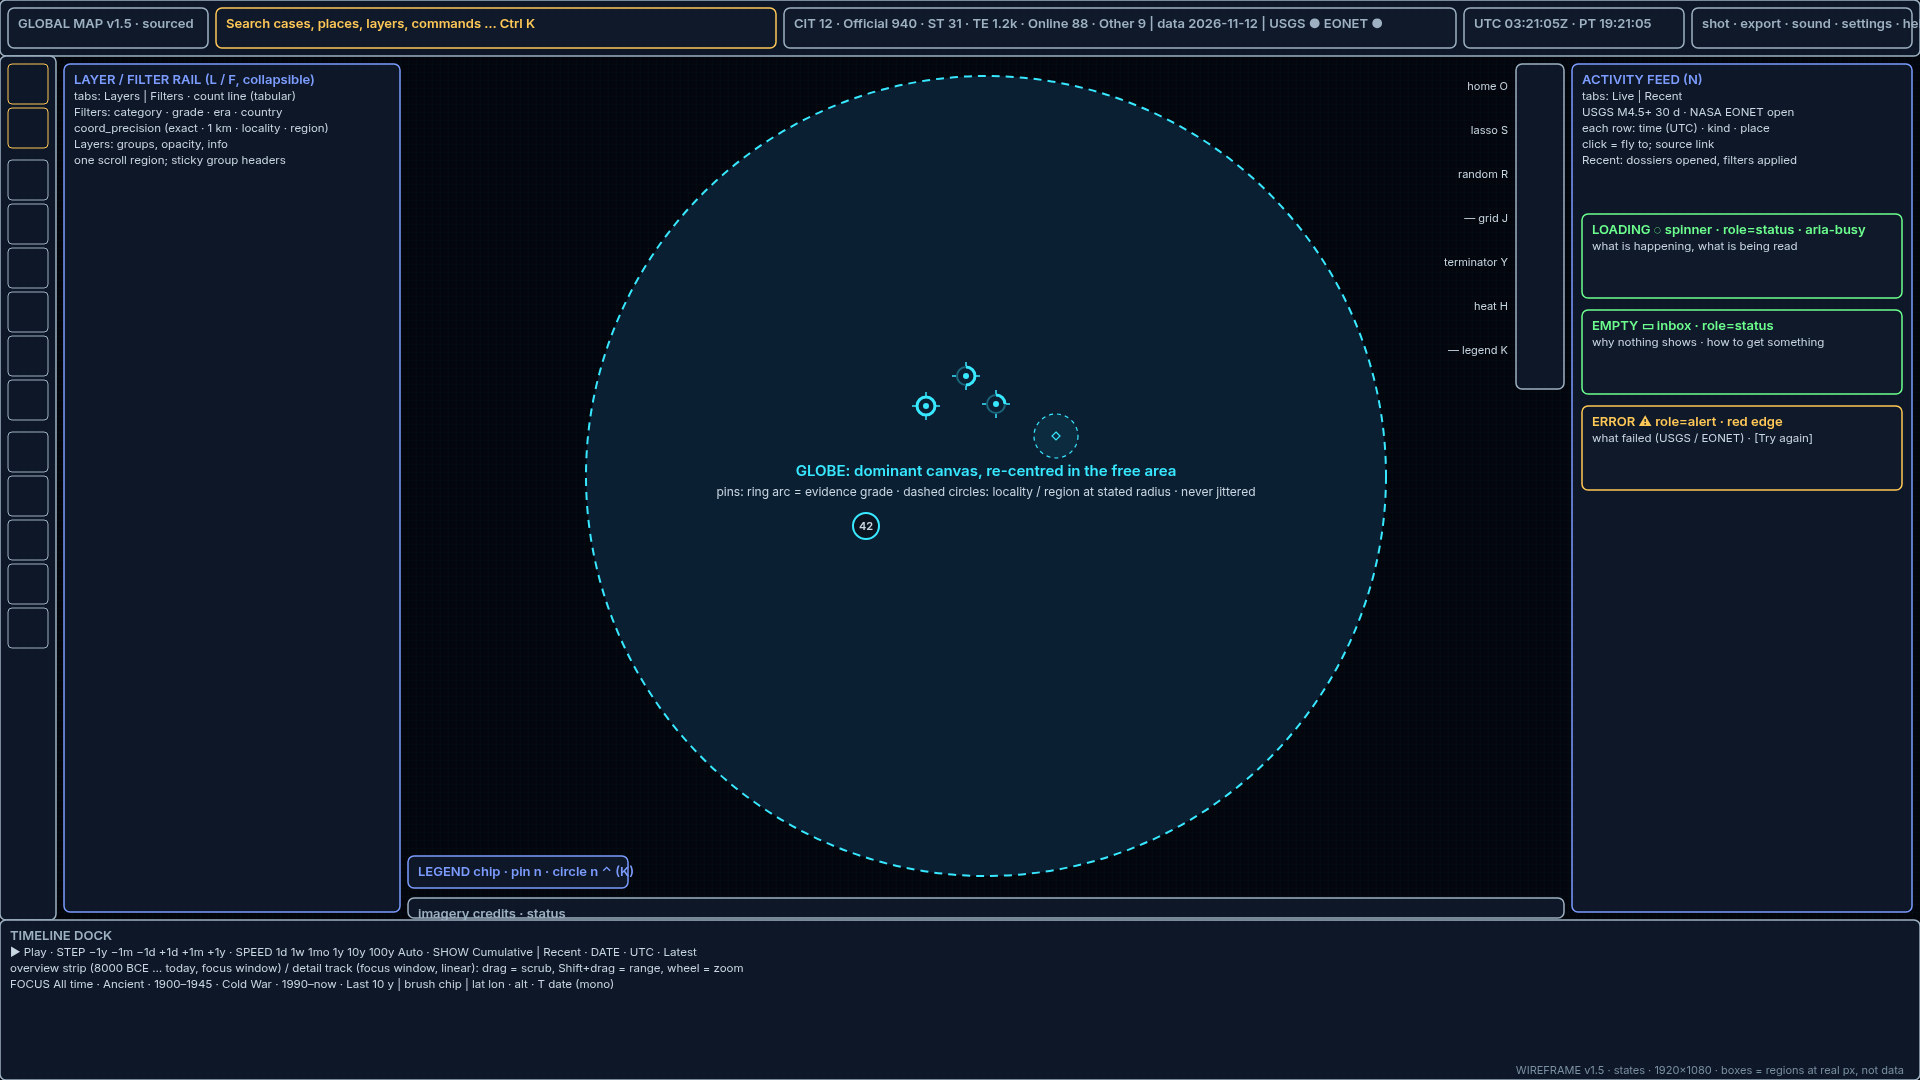 GLOBAL MAP v1.5 · sourced
Search cases, places, layers, commands … Ctrl K
CIT 12 · Official 940 · ST 31 · TE 1.2k · Online 88 · Other 9 | data 2026-11-12 | USGS ● EONET ●
UTC 03:21:05Z · PT 19:21:05
shot · export · sound · settings · he
LAYER / FILTER RAIL (L / F, collapsible)
tabs: Layers | Filters · count line (tabular)
Filters: category · grade · era · country
coord_precision (exact · 1 km · locality · region)
Layers: groups, opacity, info
one scroll region; sticky group headers
home O
lasso S
random R
— grid J
terminator Y
heat H
— legend K
GLOBE: dominant canvas, re-centred in the free area
pins: ring arc = evidence grade · dashed circles: locality / region at stated radius · never jittered
42
LEGEND chip · pin n · circle n ^ (K)
imagery credits · status
ACTIVITY FEED (N)
tabs: Live | Recent
USGS M4.5+ 30 d · NASA EONET open
each row: time (UTC) · kind · place
click = fly to; source link
Recent: dossiers opened, filters applied
LOADING ◌ spinner · role=status · aria-busy
what is happening, what is being read
EMPTY ▭ inbox · role=status
why nothing shows · how to get something
ERROR ⚠ role=alert · red edge
what failed (USGS / EONET) · [Try again]
TIMELINE DOCK
▶ Play · STEP −1y −1m −1d +1d +1m +1y · SPEED 1d 1w 1mo 1y 10y 100y Auto · SHOW Cumulative | Recent · DATE · UTC · Latest
overview strip (8000 BCE … today, focus window) / detail track (focus window, linear): drag = scrub, Shift+drag = range, wheel = zoom
FOCUS All time · Ancient · 1900–1945 · Cold War · 1990–now · Last 10 y | brush chip | lat lon · alt · T date (mono)
WIREFRAME v1.5 · states · 1920×1080 · boxes = regions at real px, not data